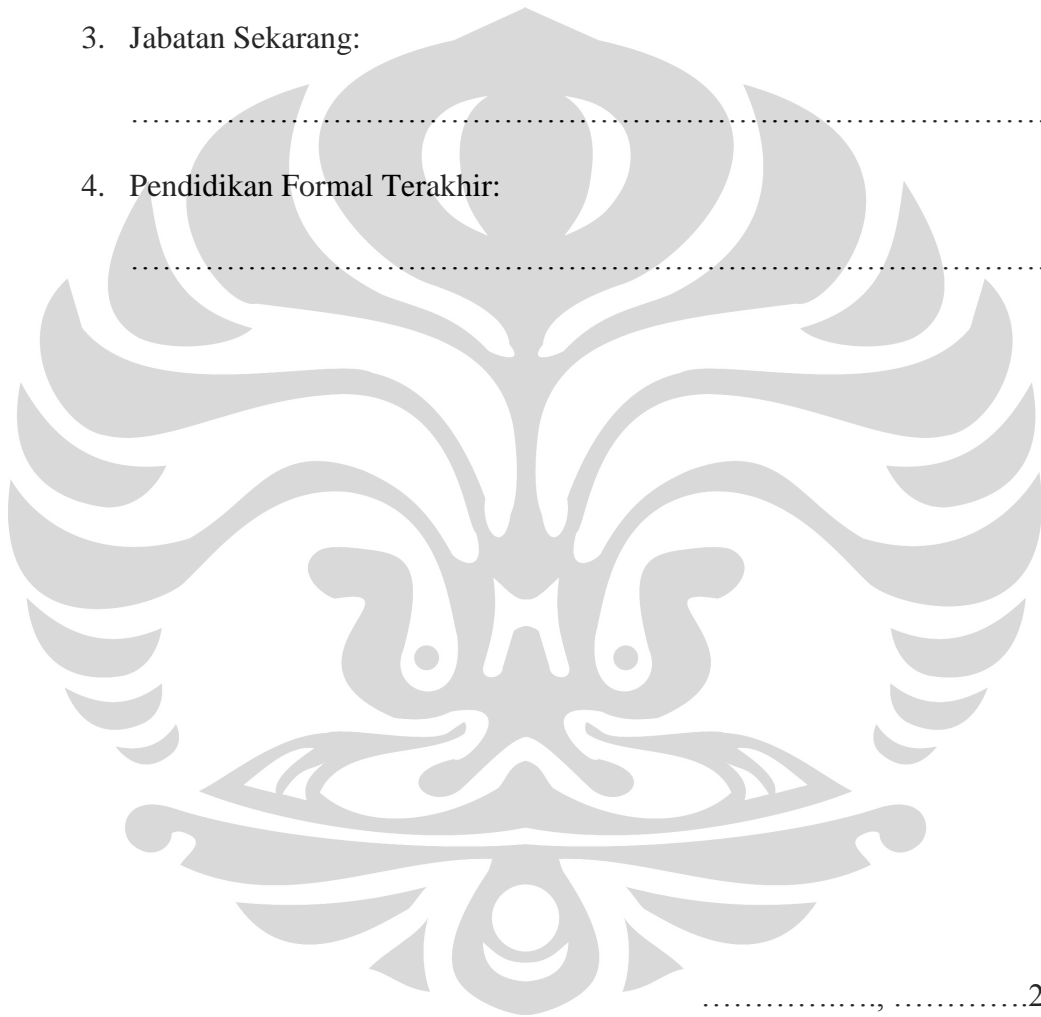 3. Jabatan Sekarang:
……………………………………………………………………………
4. Pendidikan Formal Terakhir:
……………………………………………………………………………
……………., ………….2